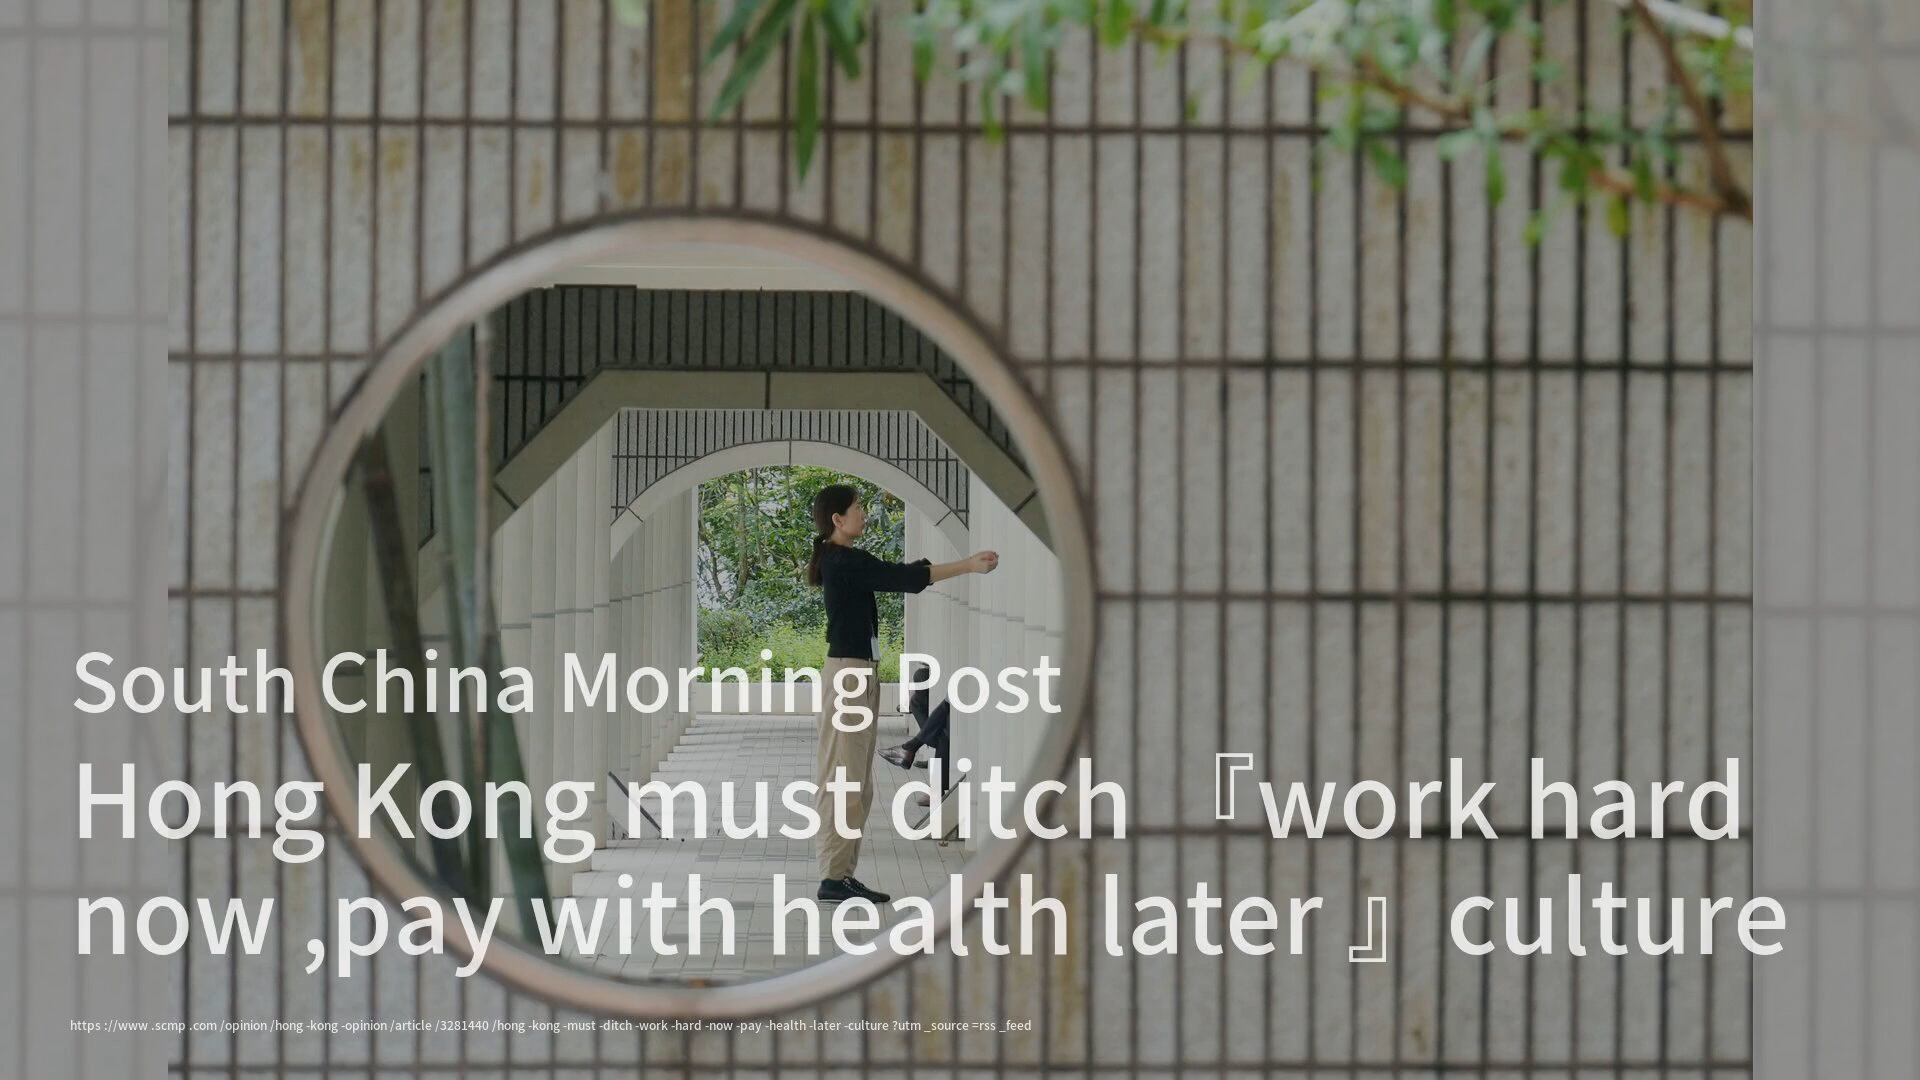 South China Morning Post
Hong Kong must ditch 『work hard
now ,pay with health later 』 culture
https ://www .scmp .com /opinion /hong -kong -opinion /article /3281440 /hong -kong -must -ditch -work -hard -now -pay -health -later -culture ?utm _source =rss _feed